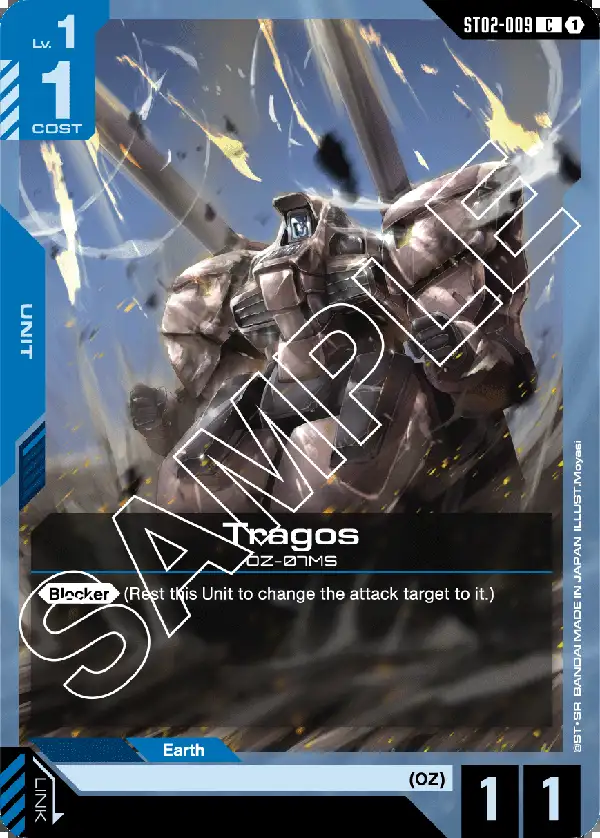 Lv. 1
1
COST
ST02-009 C 1
UNIT
SAMPLE
Tragos
OZ-07MS
Blocker (Rest this Unit to change the attack target to it.)
©ST・SR BANDAI MADE IN JAPAN ILLUST.Moyasi
Earth
LINK
(OZ)
1 1